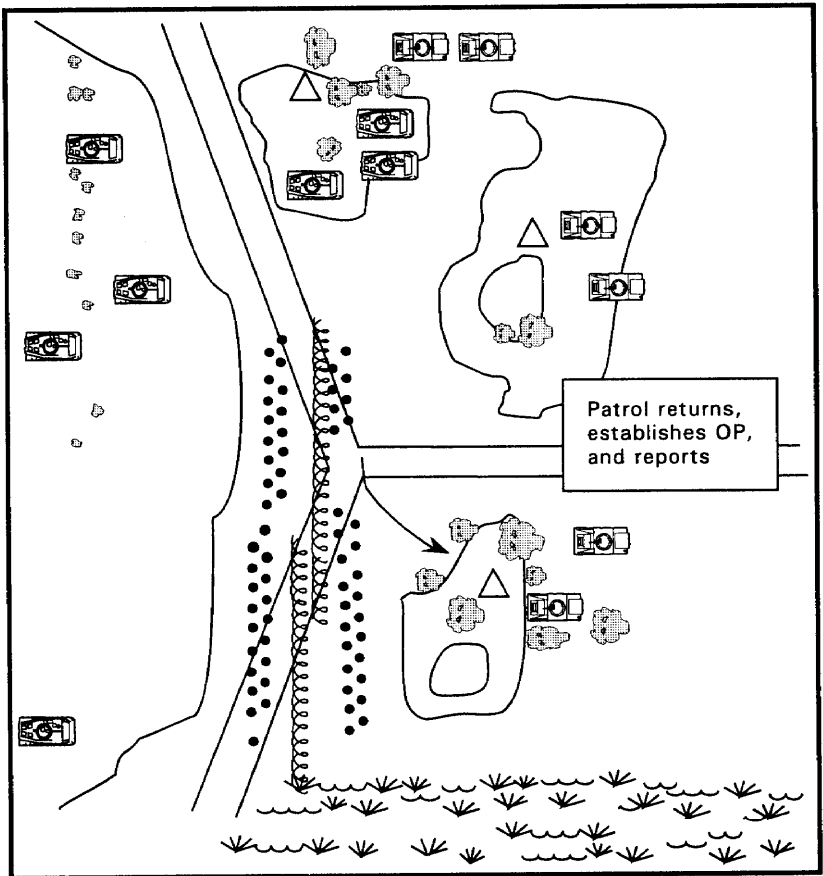 Patrol returns,
establishes OP,
and reports